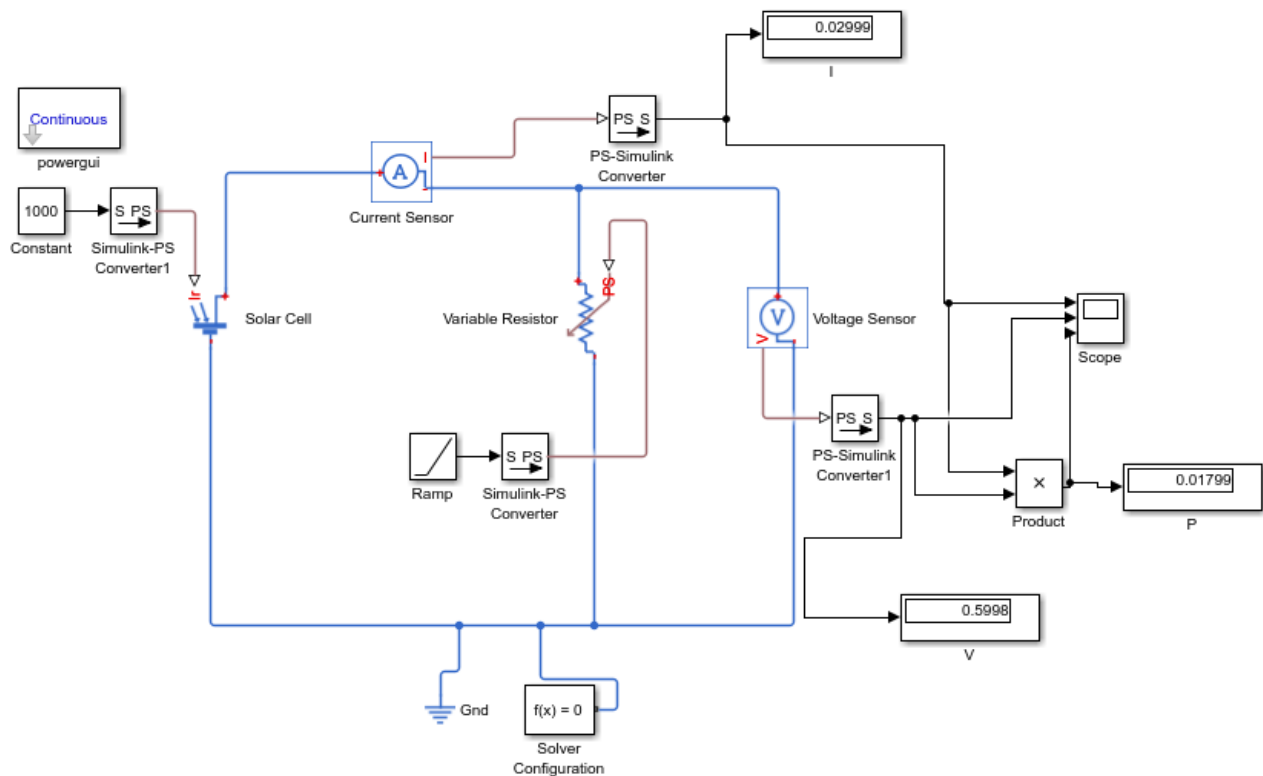 0.02999
I
Continuous
powergui
PS S
PS-Simulink
Converter
A
I
+
-
Current Sensor
1000
Constant
S PS
Simulink-PS
Converter1
Ir
+
-
Solar Cell
Variable Resistor
PS
+
-
V
+
-
V
Voltage Sensor
Scope
PS S
PS-Simulink
Converter1
Ramp
S PS
Simulink-PS
Converter
×
Product
0.01799
P
0.5998
V
Gnd
f(x) = 0
Solver
Configuration